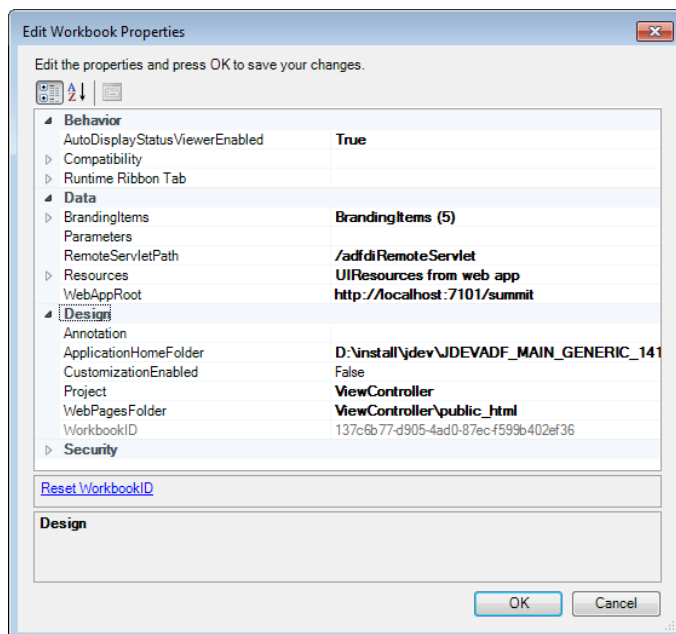 Edit Workbook Properties
Edit the properties and press OK to save your changes.
Behavior
AutoDisplayStatusViewerEnabled True
Compatibility
Runtime Ribbon Tab
Data
BrandingItems BrandingItems (5)
Parameters
RemoteServletPath /adfdiRemoteServlet
Resources UIResources from web app
WebAppRoot http://localhost:7101/summit
Design
Annotation
ApplicationHomeFolder D:\install\jdev\JDEVADF_MAIN_GENERIC_141
CustomizationEnabled False
Project ViewController
WebPagesFolder ViewController\public_html
WorkbookID 137c6b77-d905-4ad0-87ec-f599b402ef36
Security
Reset WorkbookID
Design
OK Cancel